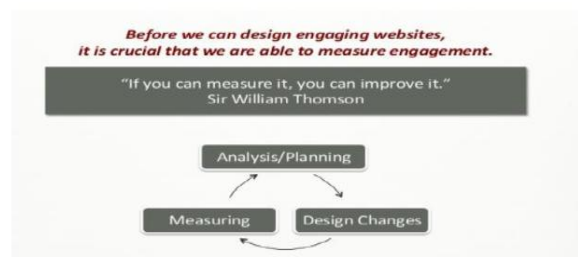 Before we can design engaging websites,
it is crucial that we are able to measure engagement.
“If you can measure it, you can improve it.”
Sir William Thomson
Analysis/Planning
Measuring
Design Changes